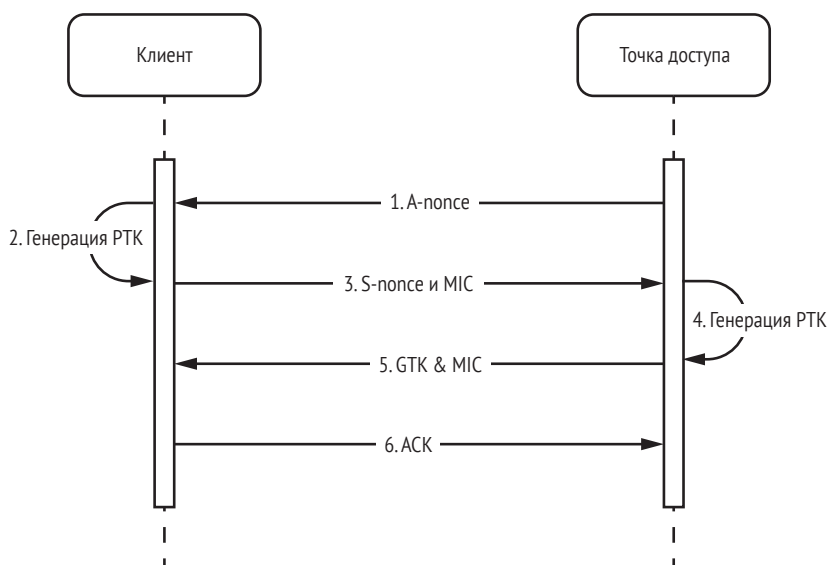 Клиент
Точка доступа
1. A-nonce
2. Генерация PTK
3. S-nonce и MIC
4. Генерация PTK
5. GTK & MIC
6. ACK